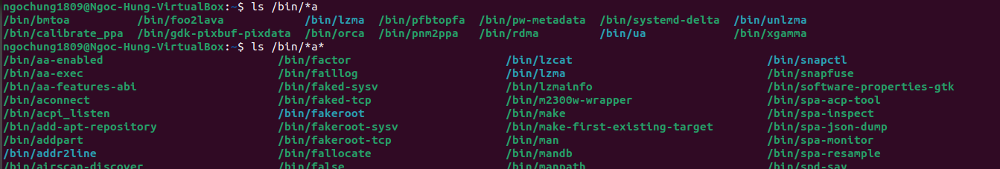 ngochung1809@Ngoc-Hung-VirtualBox:~$ ls /bin/*a
/bin/bmtoa /bin/foo2lava /bin/lzma /bin/pfbtopfa /bin/pw-metadata /bin/systemd-delta /bin/unlzma
/bin/calibrate_ppa /bin/gdk-pixbuf-pixdata /bin/orca /bin/pnm2ppa /bin/rdma /bin/ua /bin/xgamma
ngochung1809@Ngoc-Hung-VirtualBox:~$ ls /bin/*a*
/bin/aa-enabled /bin/factor /bin/lzcat /bin/snapctl
/bin/aa-exec /bin/faillog /bin/lzma /bin/snapfuse
/bin/aa-features-abi /bin/faked-sysv /bin/lzmainfo /bin/software-properties-gtk
/bin/aconnect /bin/faked-tcp /bin/m2300w-wrapper /bin/spa-acp-tool
/bin/acpi_listen /bin/fakeroot /bin/make /bin/spa-inspect
/bin/add-apt-repository /bin/fakeroot-sysv /bin/make-first-existing-target /bin/spa-json-dump
/bin/addpart /bin/fakeroot-tcp /bin/man /bin/spa-monitor
/bin/addr2line /bin/fallocate /bin/mandb /bin/spa-resample
/bin/airscan-discover /bin/false /bin/manpath /bin/spd-say